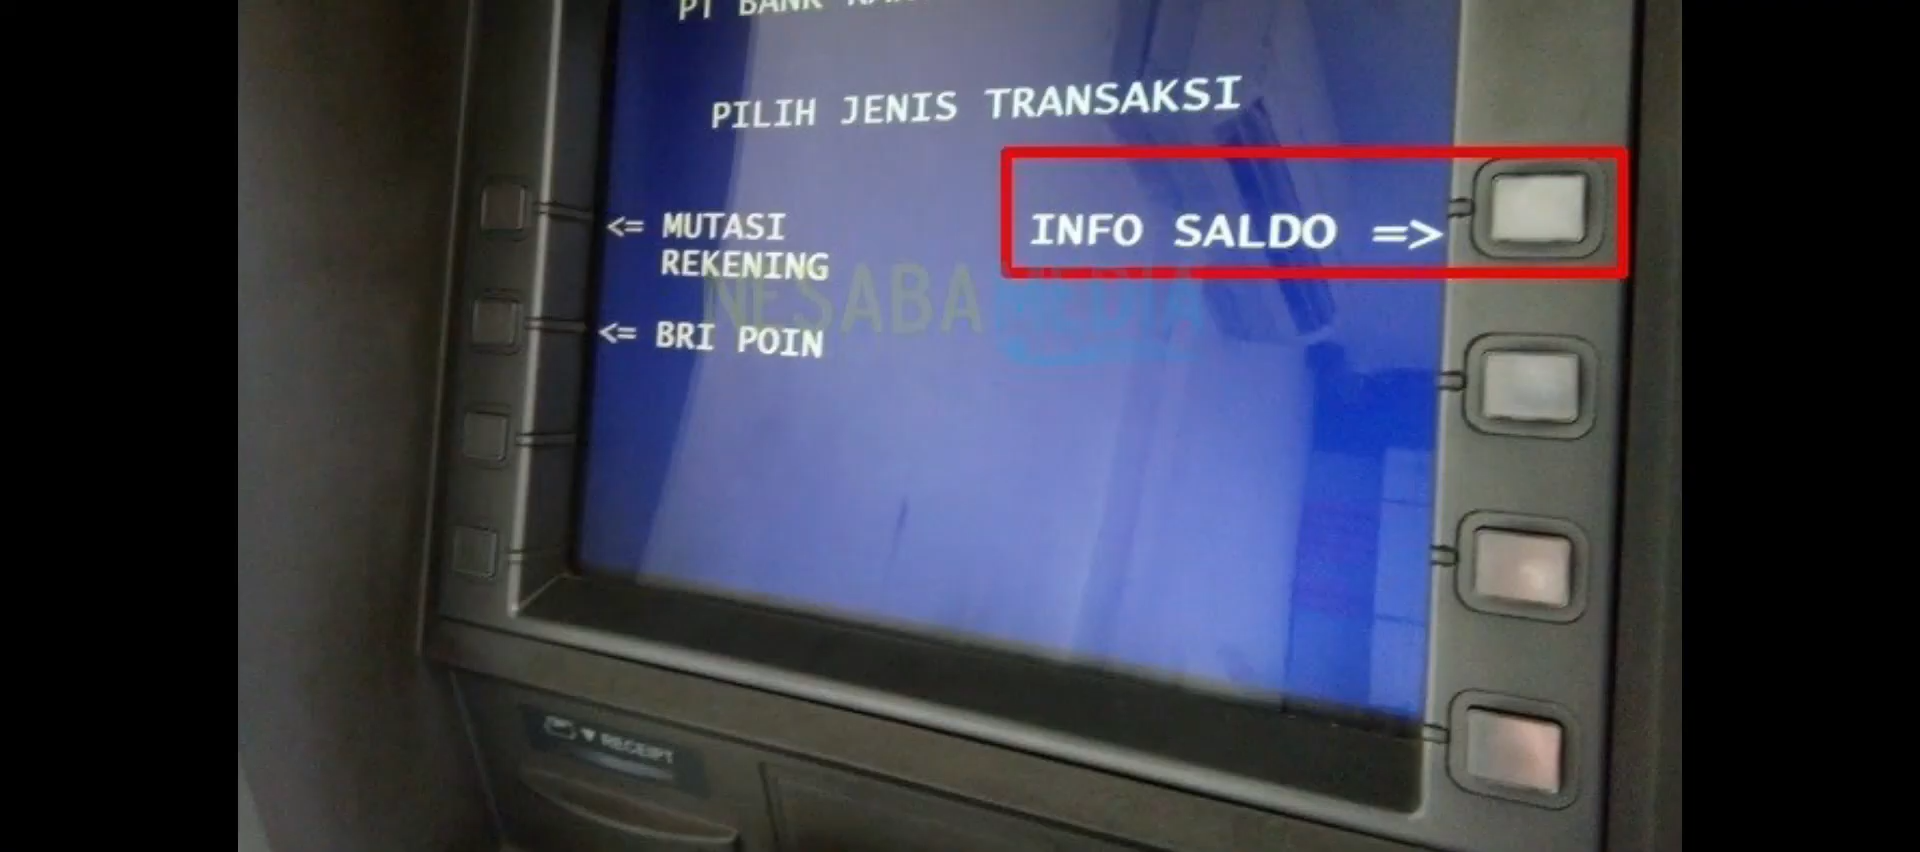 PT BANK
PILIH JENIS TRANSAKSI
<= MUTASI REKENING
INFO SALDO =>
<= BRI POIN
NESABAMEDIA
RECEIPT